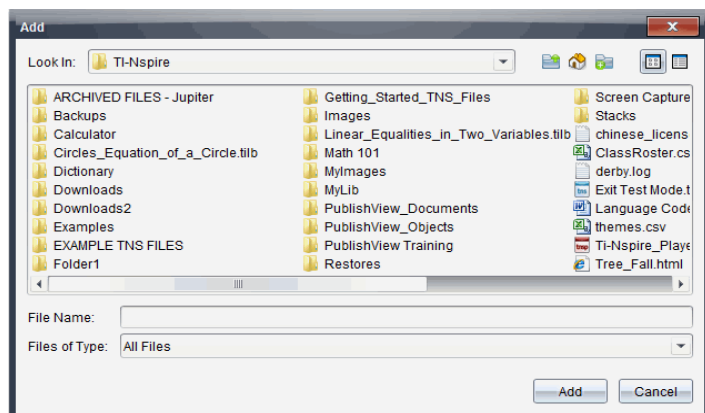 Add
Look In: TI-Nspire
ARCHIVED FILES - Jupiter
Backups
Calculator
Circles_Equation_of_a_Circle.tilb
Dictionary
Downloads
Downloads2
Examples
EXAMPLE TNS FILES
Folder1
Getting_Started_TNS_Files
Images
Linear_Equalities_in_Two_Variables.tilb
Math 101
MyImages
MyLib
PublishView_Documents
PublishView_Objects
PublishView Training
Restores
Screen Capture
Stacks
chinese_licens
ClassRoster.cs
derby.log
Exit Test Mode.t
Language Code
themes.csv
Ti-Nspire_Playe
Tree_Fall.html
File Name:
Files of Type: All Files
Add Cancel